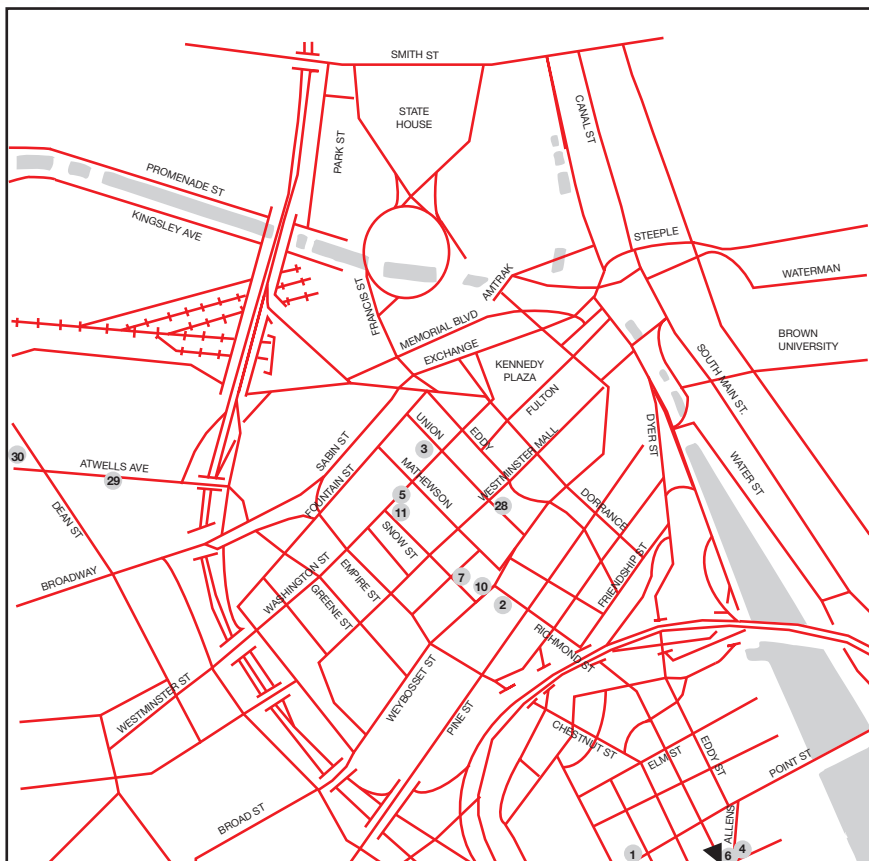 SMITH ST
STATE
HOUSE
CANAL ST
PARK ST
PROMENADE ST
KINGSLEY AVE
STEEPLE
WATERMAN
AMTRAK
FRANCIS ST
MEMORIAL BLVD
EXCHANGE
KENNEDY
PLAZA
BROWN
UNIVERSITY
SOUTH MAIN ST.
FULTON
UNION
EDDY
DYER ST
SABIN ST
WESTMINSTER MALL
3
30
ATWELLS AVE
29
MATHEWSON
WATER ST
FOUNTAIN ST
5
28
DORRANCE
11
DEAN ST
SNOW ST
BROADWAY
WASHINGTON ST
EMPIRE ST
7
10
FRIENDSHIP ST
GREENE ST
2
RICHMOND ST
WESTMINSTER ST
WEYBOSSET ST
PINE ST
CHESTNUT ST
ELM ST
EDDY ST
POINT ST
BROAD ST
ALLENS
1
6
4